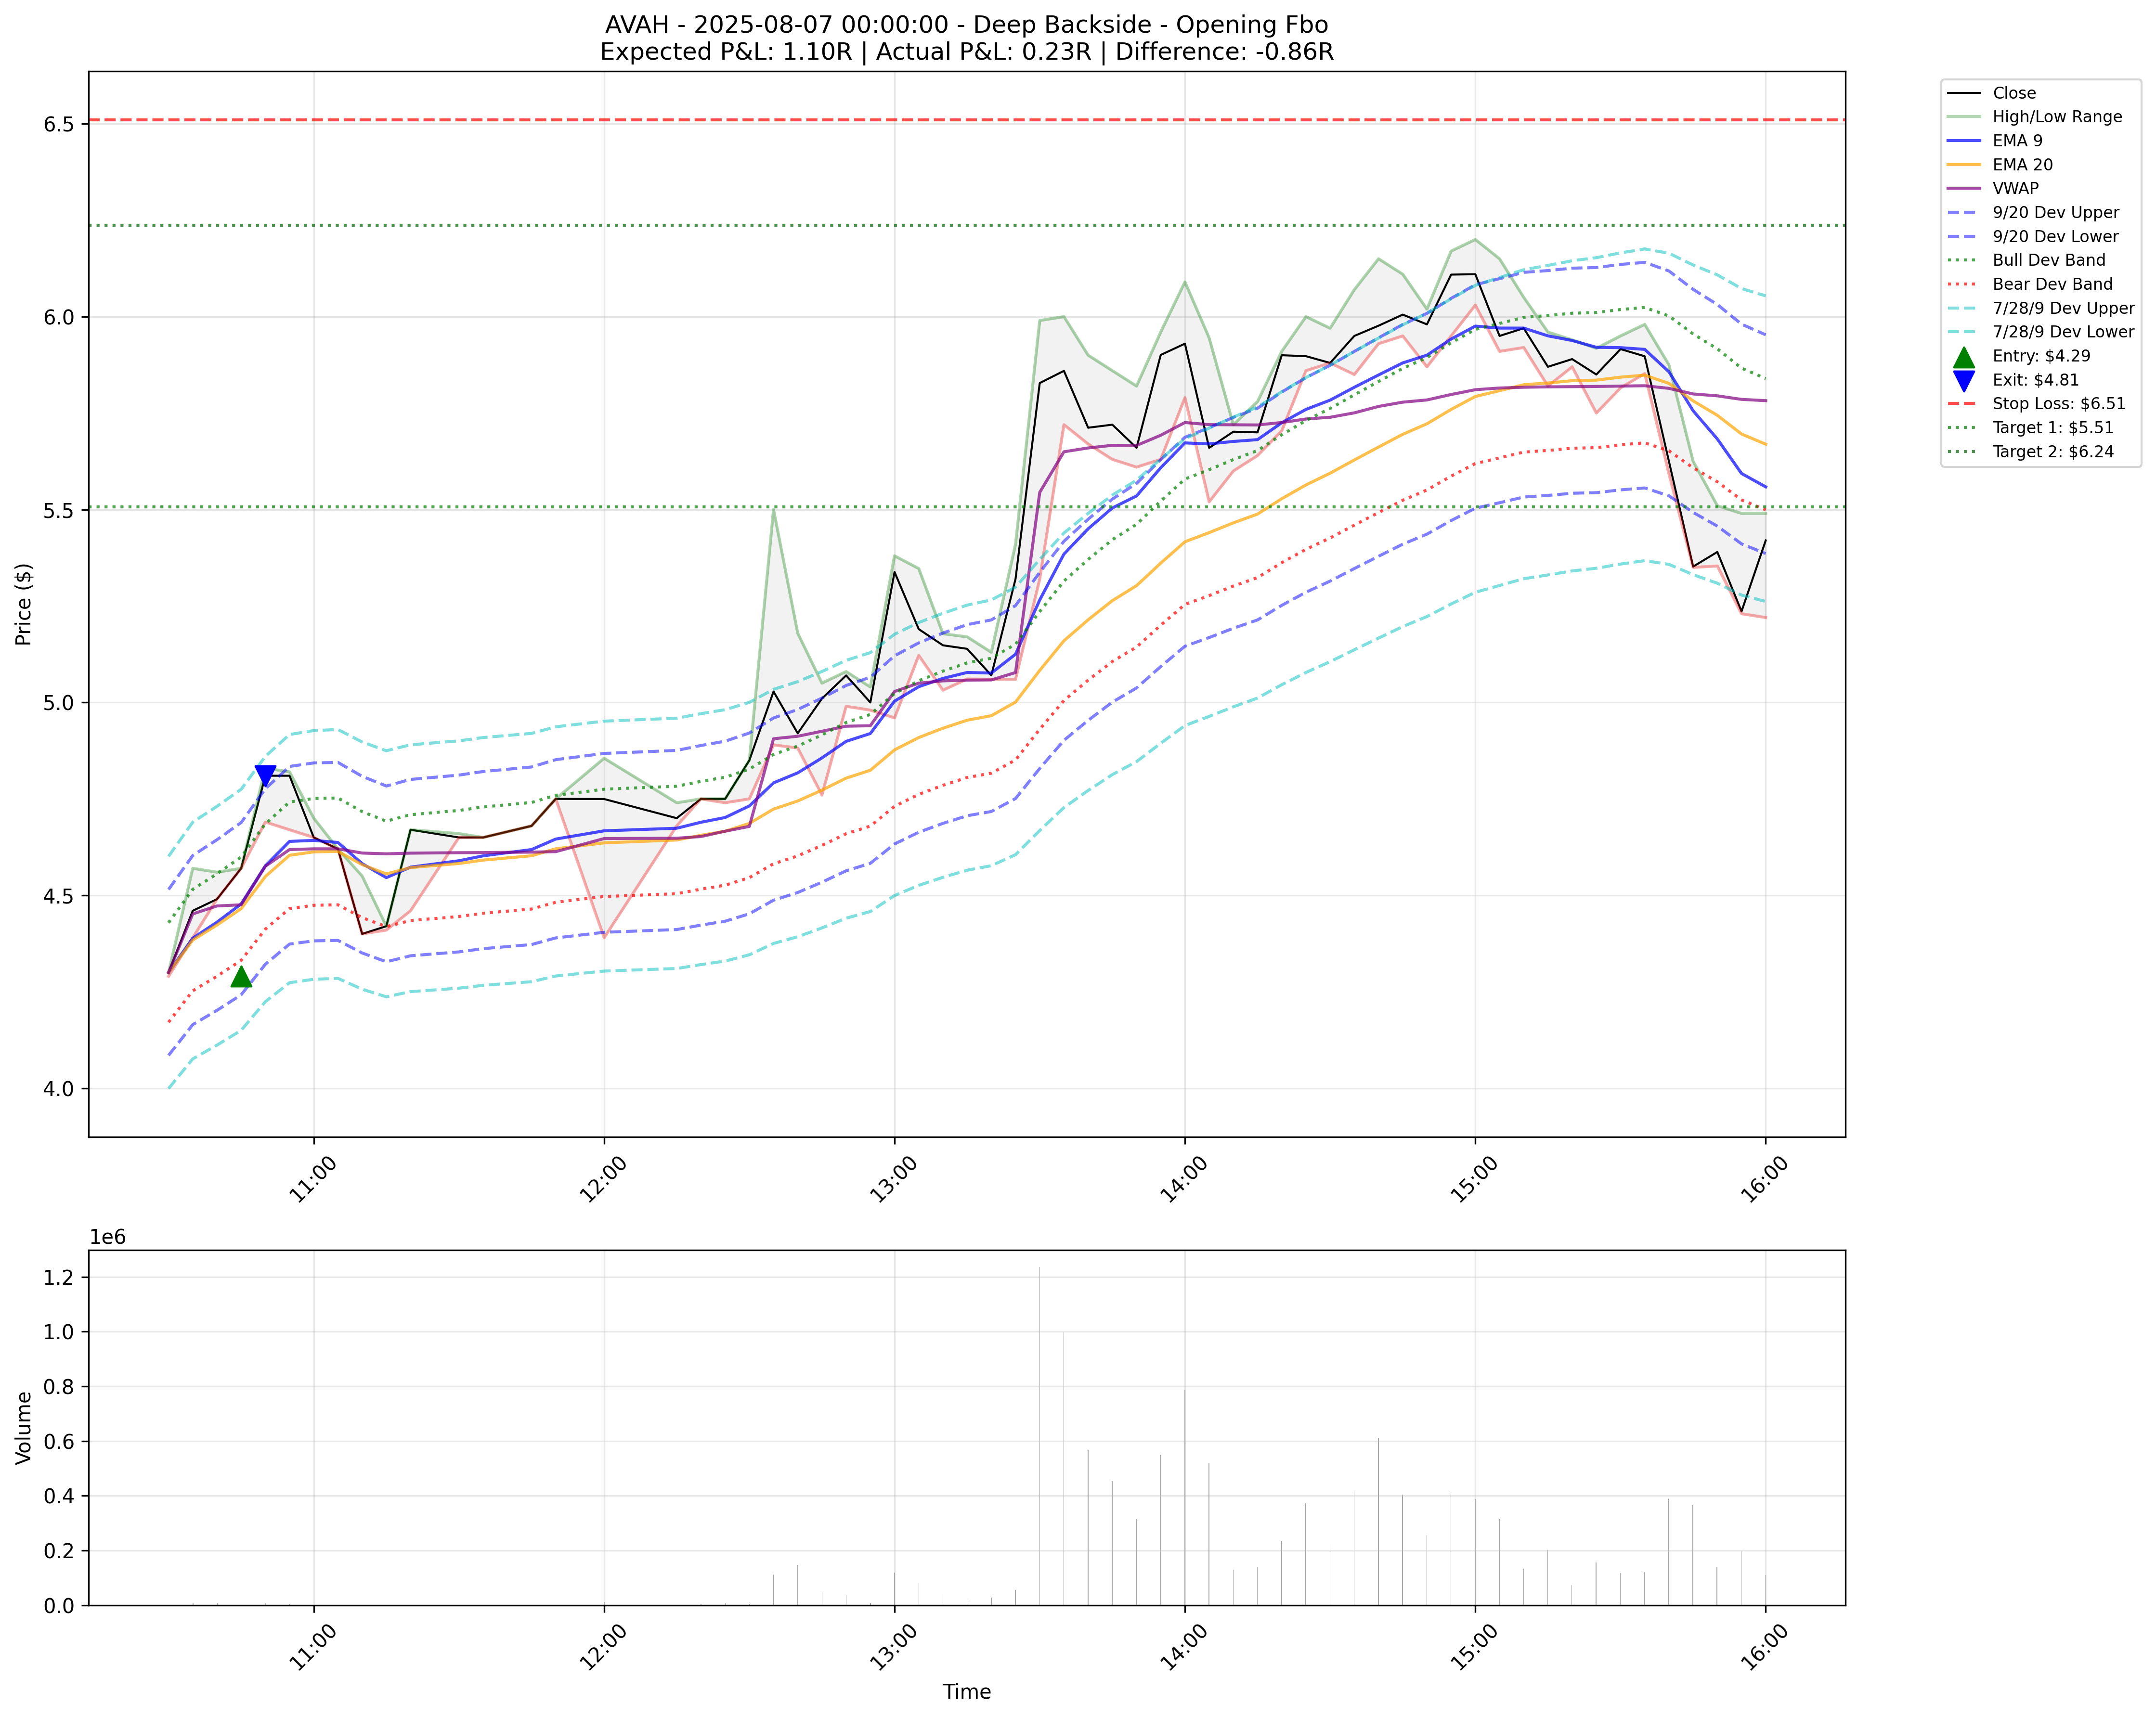 AVAH - 2025-08-07 00:00:00 - Deep Backside - Opening Fbo
Expected P&L: 1.10R | Actual P&L: 0.23R | Difference: -0.86R
Price ($)
6.5
6.0
5.5
5.0
4.5
4.0
11:00
12:00
13:00
14:00
15:00
16:00
Close
High/Low Range
EMA 9
EMA 20
VWAP
9/20 Dev Upper
9/20 Dev Lower
Bull Dev Band
Bear Dev Band
7/28/9 Dev Upper
7/28/9 Dev Lower
Entry: $4.29
Exit: $4.81
Stop Loss: $6.51
Target 1: $5.51
Target 2: $6.24
1e6
Volume
1.2
1.0
0.8
0.6
0.4
0.2
0.0
11:00
12:00
13:00
14:00
15:00
16:00
Time